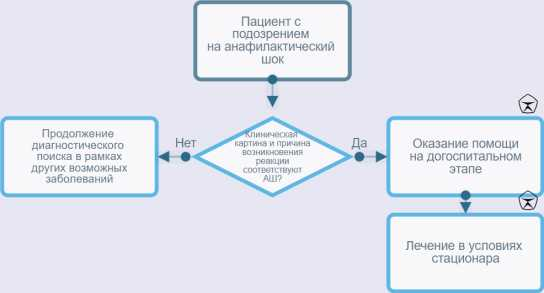 Пациент с
подозрением
на анафилактический
шок
Клиническая
картина и причина
возникновения
реакции
соответствуют
АШ?
Нет
Да
Продолжение
диагностического
поиска в рамках
других возможных
заболеваний
Оказание помощи
на догоспитальном
этапе
Лечение в условиях
стационара